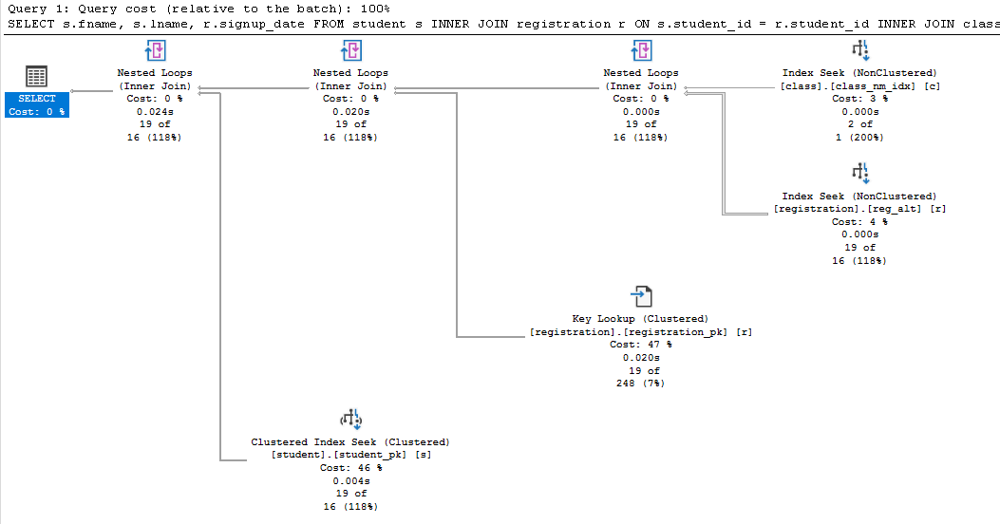 Query 1: Query cost (relative to the batch): 100%
SELECT s.fname, s.lname, r.signup_date FROM student s INNER JOIN registration r ON s.student_id = r.student_id INNER JOIN class
SELECT
Cost: 0 %
Nested Loops
(Inner Join)
Cost: 0 %
0.024s
19 of
16 (118%)
Nested Loops
(Inner Join)
Cost: 0 %
0.020s
19 of
16 (118%)
Nested Loops
(Inner Join)
Cost: 0 %
0.000s
19 of
16 (118%)
Index Seek (NonClustered)
[class].[class_nm_idx] [c]
Cost: 3 %
0.000s
2 of
1 (200%)
Index Seek (NonClustered)
[registration].[reg_alt] [r]
Cost: 4 %
0.000s
19 of
16 (118%)
Key Lookup (Clustered)
[registration].[registration_pk] [r]
Cost: 47 %
0.020s
19 of
248 (7%)
Clustered Index Seek (Clustered)
[student].[student_pk] [s]
Cost: 46 %
0.004s
19 of
16 (118%)